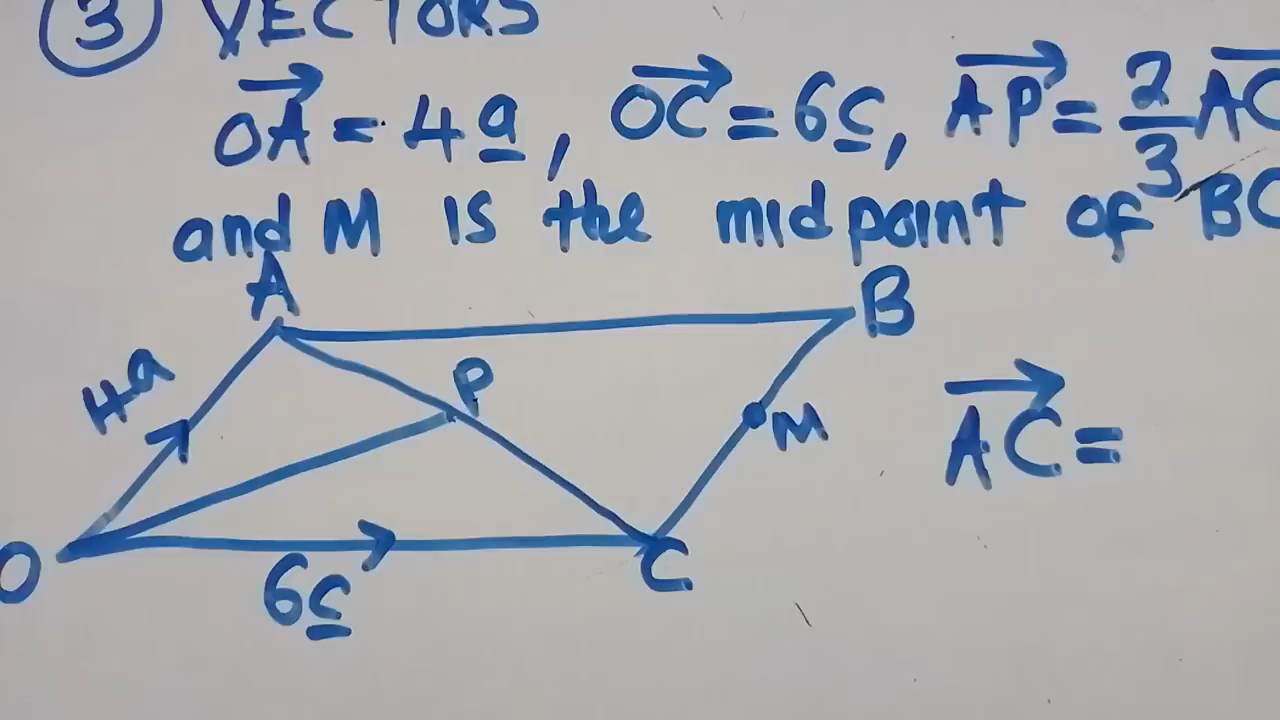 3 VECTORS
OA = 4a, OC = 6c, AP = 2/3 AC
and M is the midpoint of BC
A
B
4a
P
M
AC =
O
6c
C